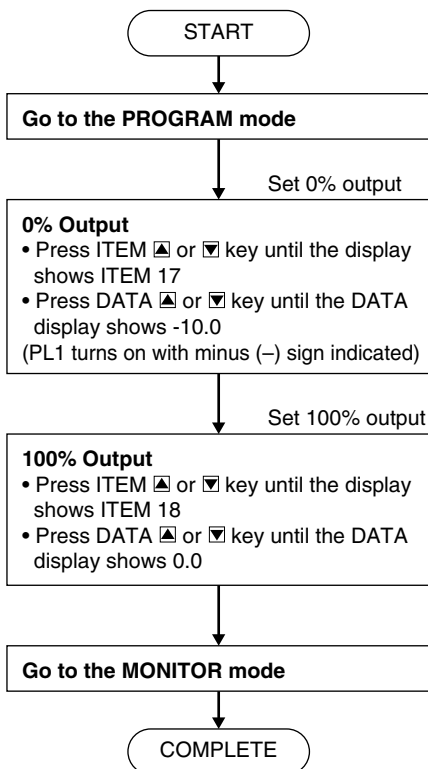 START
Go to the PROGRAM mode
Set 0% output
0% Output
• Press ITEM ▲ or ▼ key until the display
shows ITEM 17
• Press DATA ▲ or ▼ key until the DATA
display shows -10.0
(PL1 turns on with minus (–) sign indicated)
Set 100% output
100% Output
• Press ITEM ▲ or ▼ key until the display
shows ITEM 18
• Press DATA ▲ or ▼ key until the DATA
display shows 0.0
Go to the MONITOR mode
COMPLETE